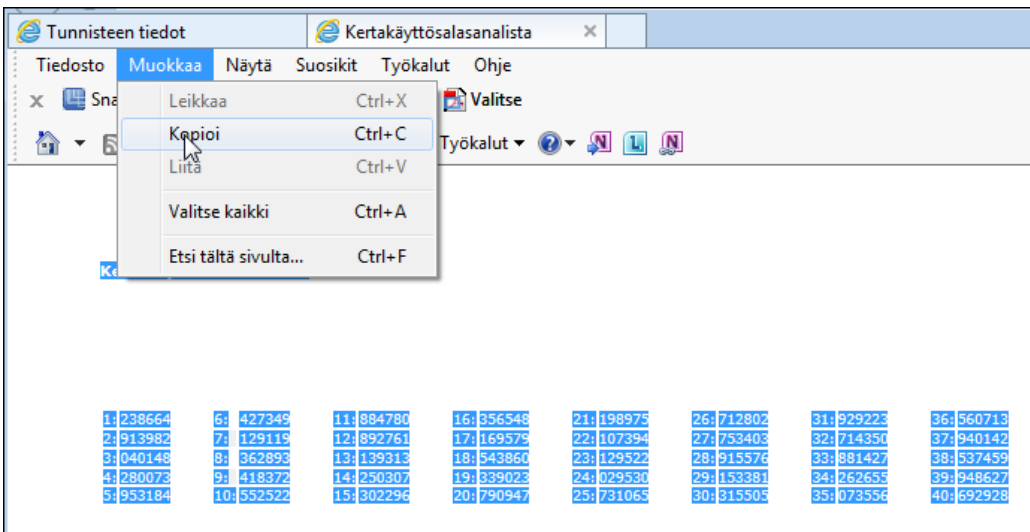 Tunnisteen tiedot Kertakäyttösalasanalista
Tiedosto Muokkaa Näytä Suosikit Työkalut Ohje
Sna Valitse
Työkalut
Leikkaa Ctrl+X
Kopioi Ctrl+C
Liitä Ctrl+V
Valitse kaikki Ctrl+A
Etsi tältä sivulta... Ctrl+F
Ke
1: 238664 6: 427349 11: 884780 16: 356548 21: 198975 26: 712802 31: 929223 36: 560713
2: 913982 7: 129119 12: 892761 17: 169579 22: 107394 27: 753403 32: 714350 37: 940142
3: 040148 8: 362893 13: 139313 18: 543860 23: 129522 28: 915576 33: 881427 38: 537459
4: 280073 9: 418372 14: 250307 19: 339023 24: 029530 29: 153381 34: 262655 39: 948627
5: 953184 10: 552522 15: 302296 20: 790947 25: 731065 30: 315505 35: 073556 40: 692928